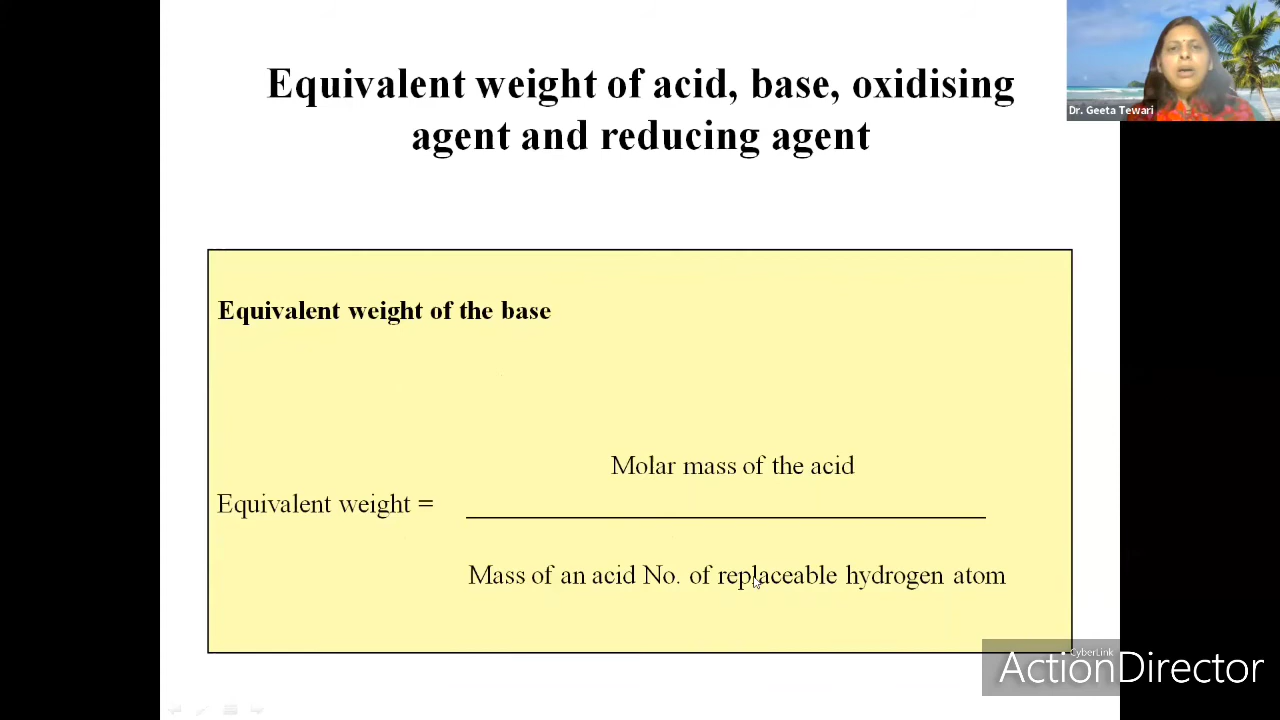 Equivalent weight of acid, base, oxidising
agent and reducing agent
Dr. Geeta Tewari
Equivalent weight of the base
Molar mass of the acid
Equivalent weight =
Mass of an acid No. of replaceable hydrogen atom
CyberLink
ActionDirector